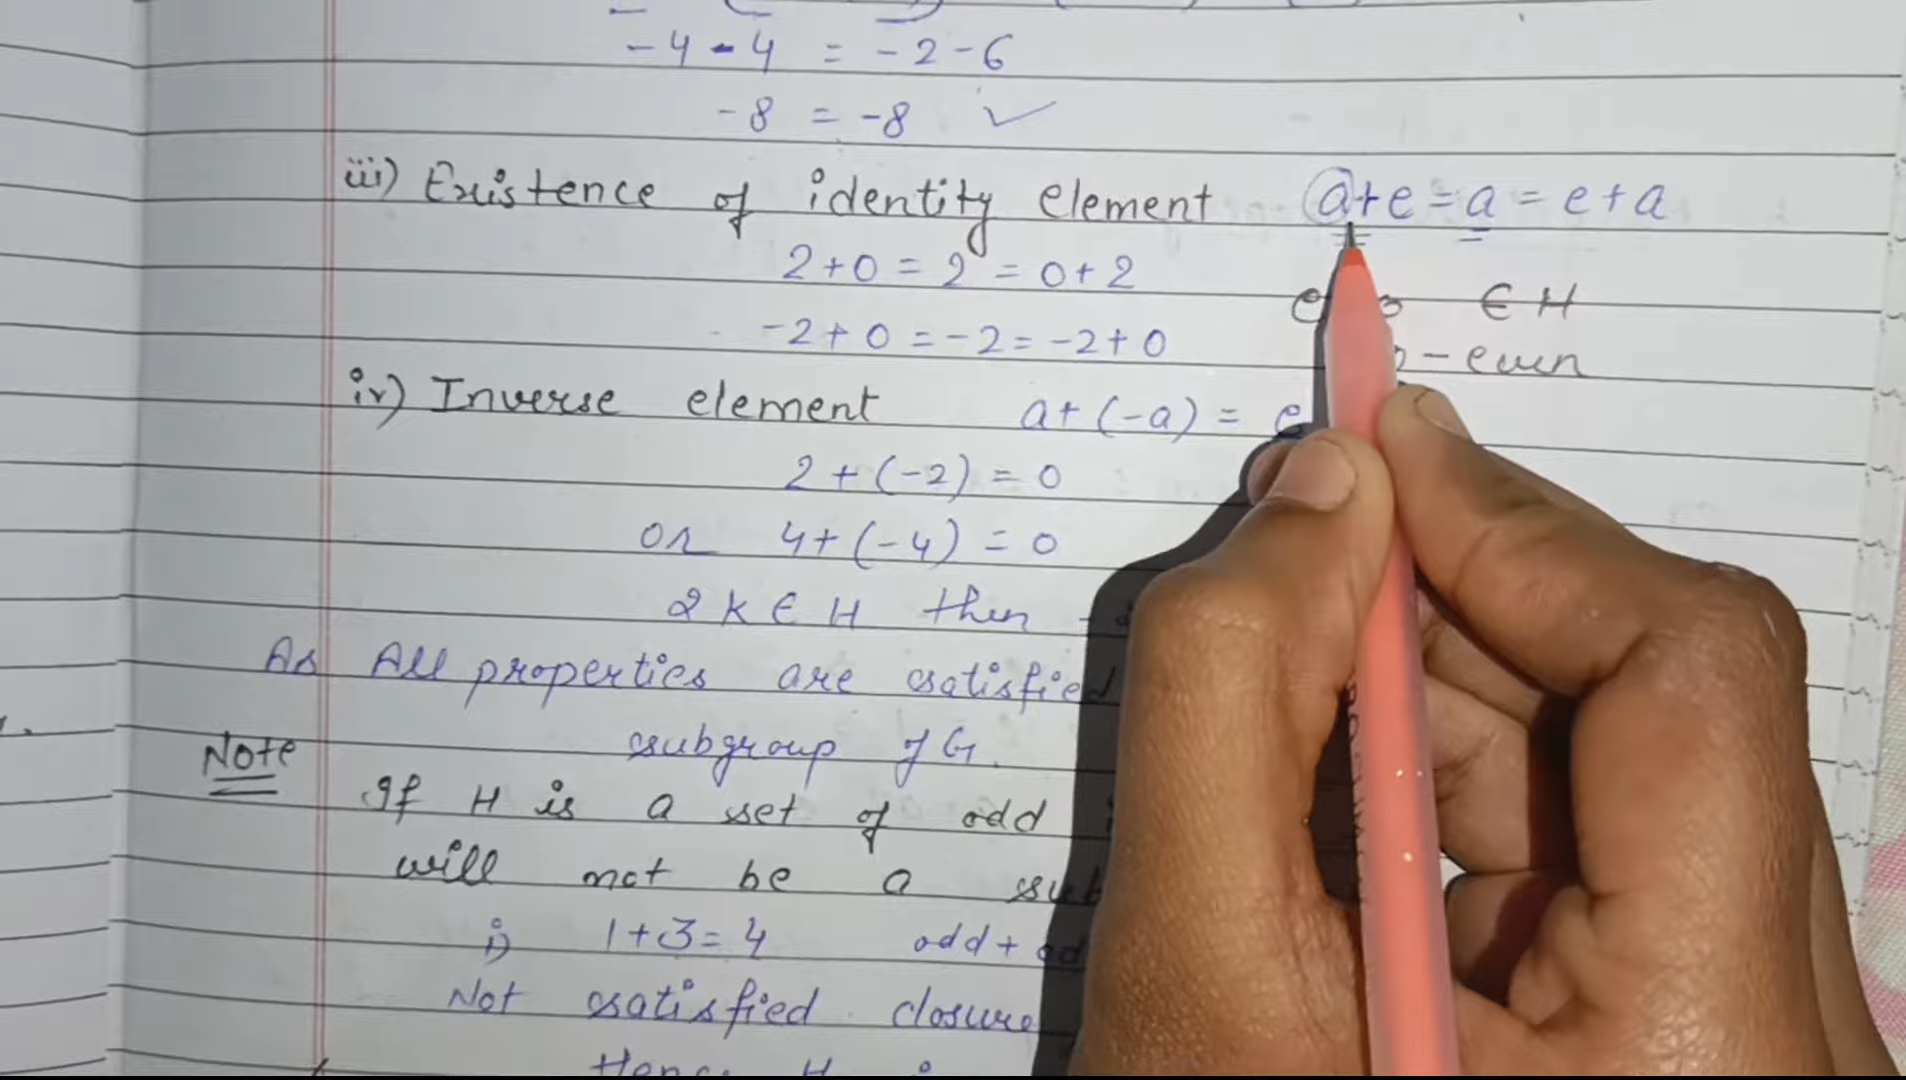 -4-4 = -2-6
-8 = -8 ✓
iii) Existence of identity element a+e = a = e+a
2+0 = 2 = 0+2
e ∈ H
-2+0 = -2 = -2+0
- even
iv) Inverse element a+(-a) = e
2+(-2) = 0
or 4+(-4) = 0
2K ∈ H then -
As All properties are satisfied
subgroup of G.
Note
If H is a set of odd
will not be a
i) 1+3=4 odd +
Not satisfied closure
H